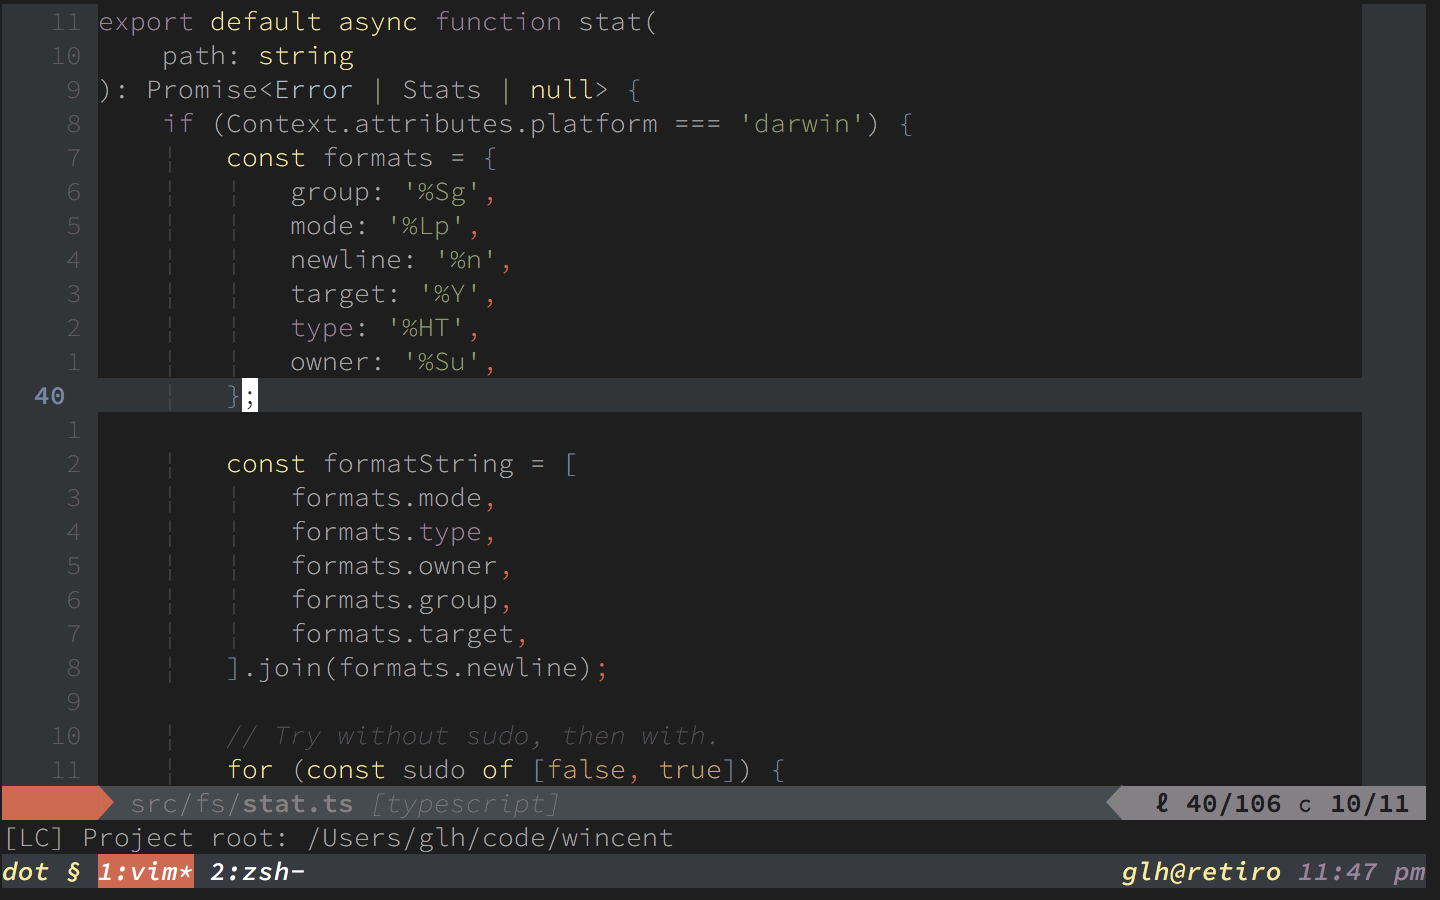 11 export default async function stat(
10     path: string
9 ): Promise<Error | Stats | null> {
8     if (Context.attributes.platform === 'darwin') {
7         const formats = {
6             group: '%Sg',
5             mode: '%Lp',
4             newline: '%n',
3             target: '%Y',
2             type: '%HT',
1             owner: '%Su',
40         };
1
2         const formatString = [
3             formats.mode,
4             formats.type,
5             formats.owner,
6             formats.group,
7             formats.target,
8         ].join(formats.newline);
9
10         // Try without sudo, then with.
11         for (const sudo of [false, true]) {
src/fs/stat.ts [typescript] ℓ 40/106 c 10/11
[LC] Project root: /Users/glh/code/wincent
dot § 1:vim* 2:zsh- glh@retiro 11:47 pm